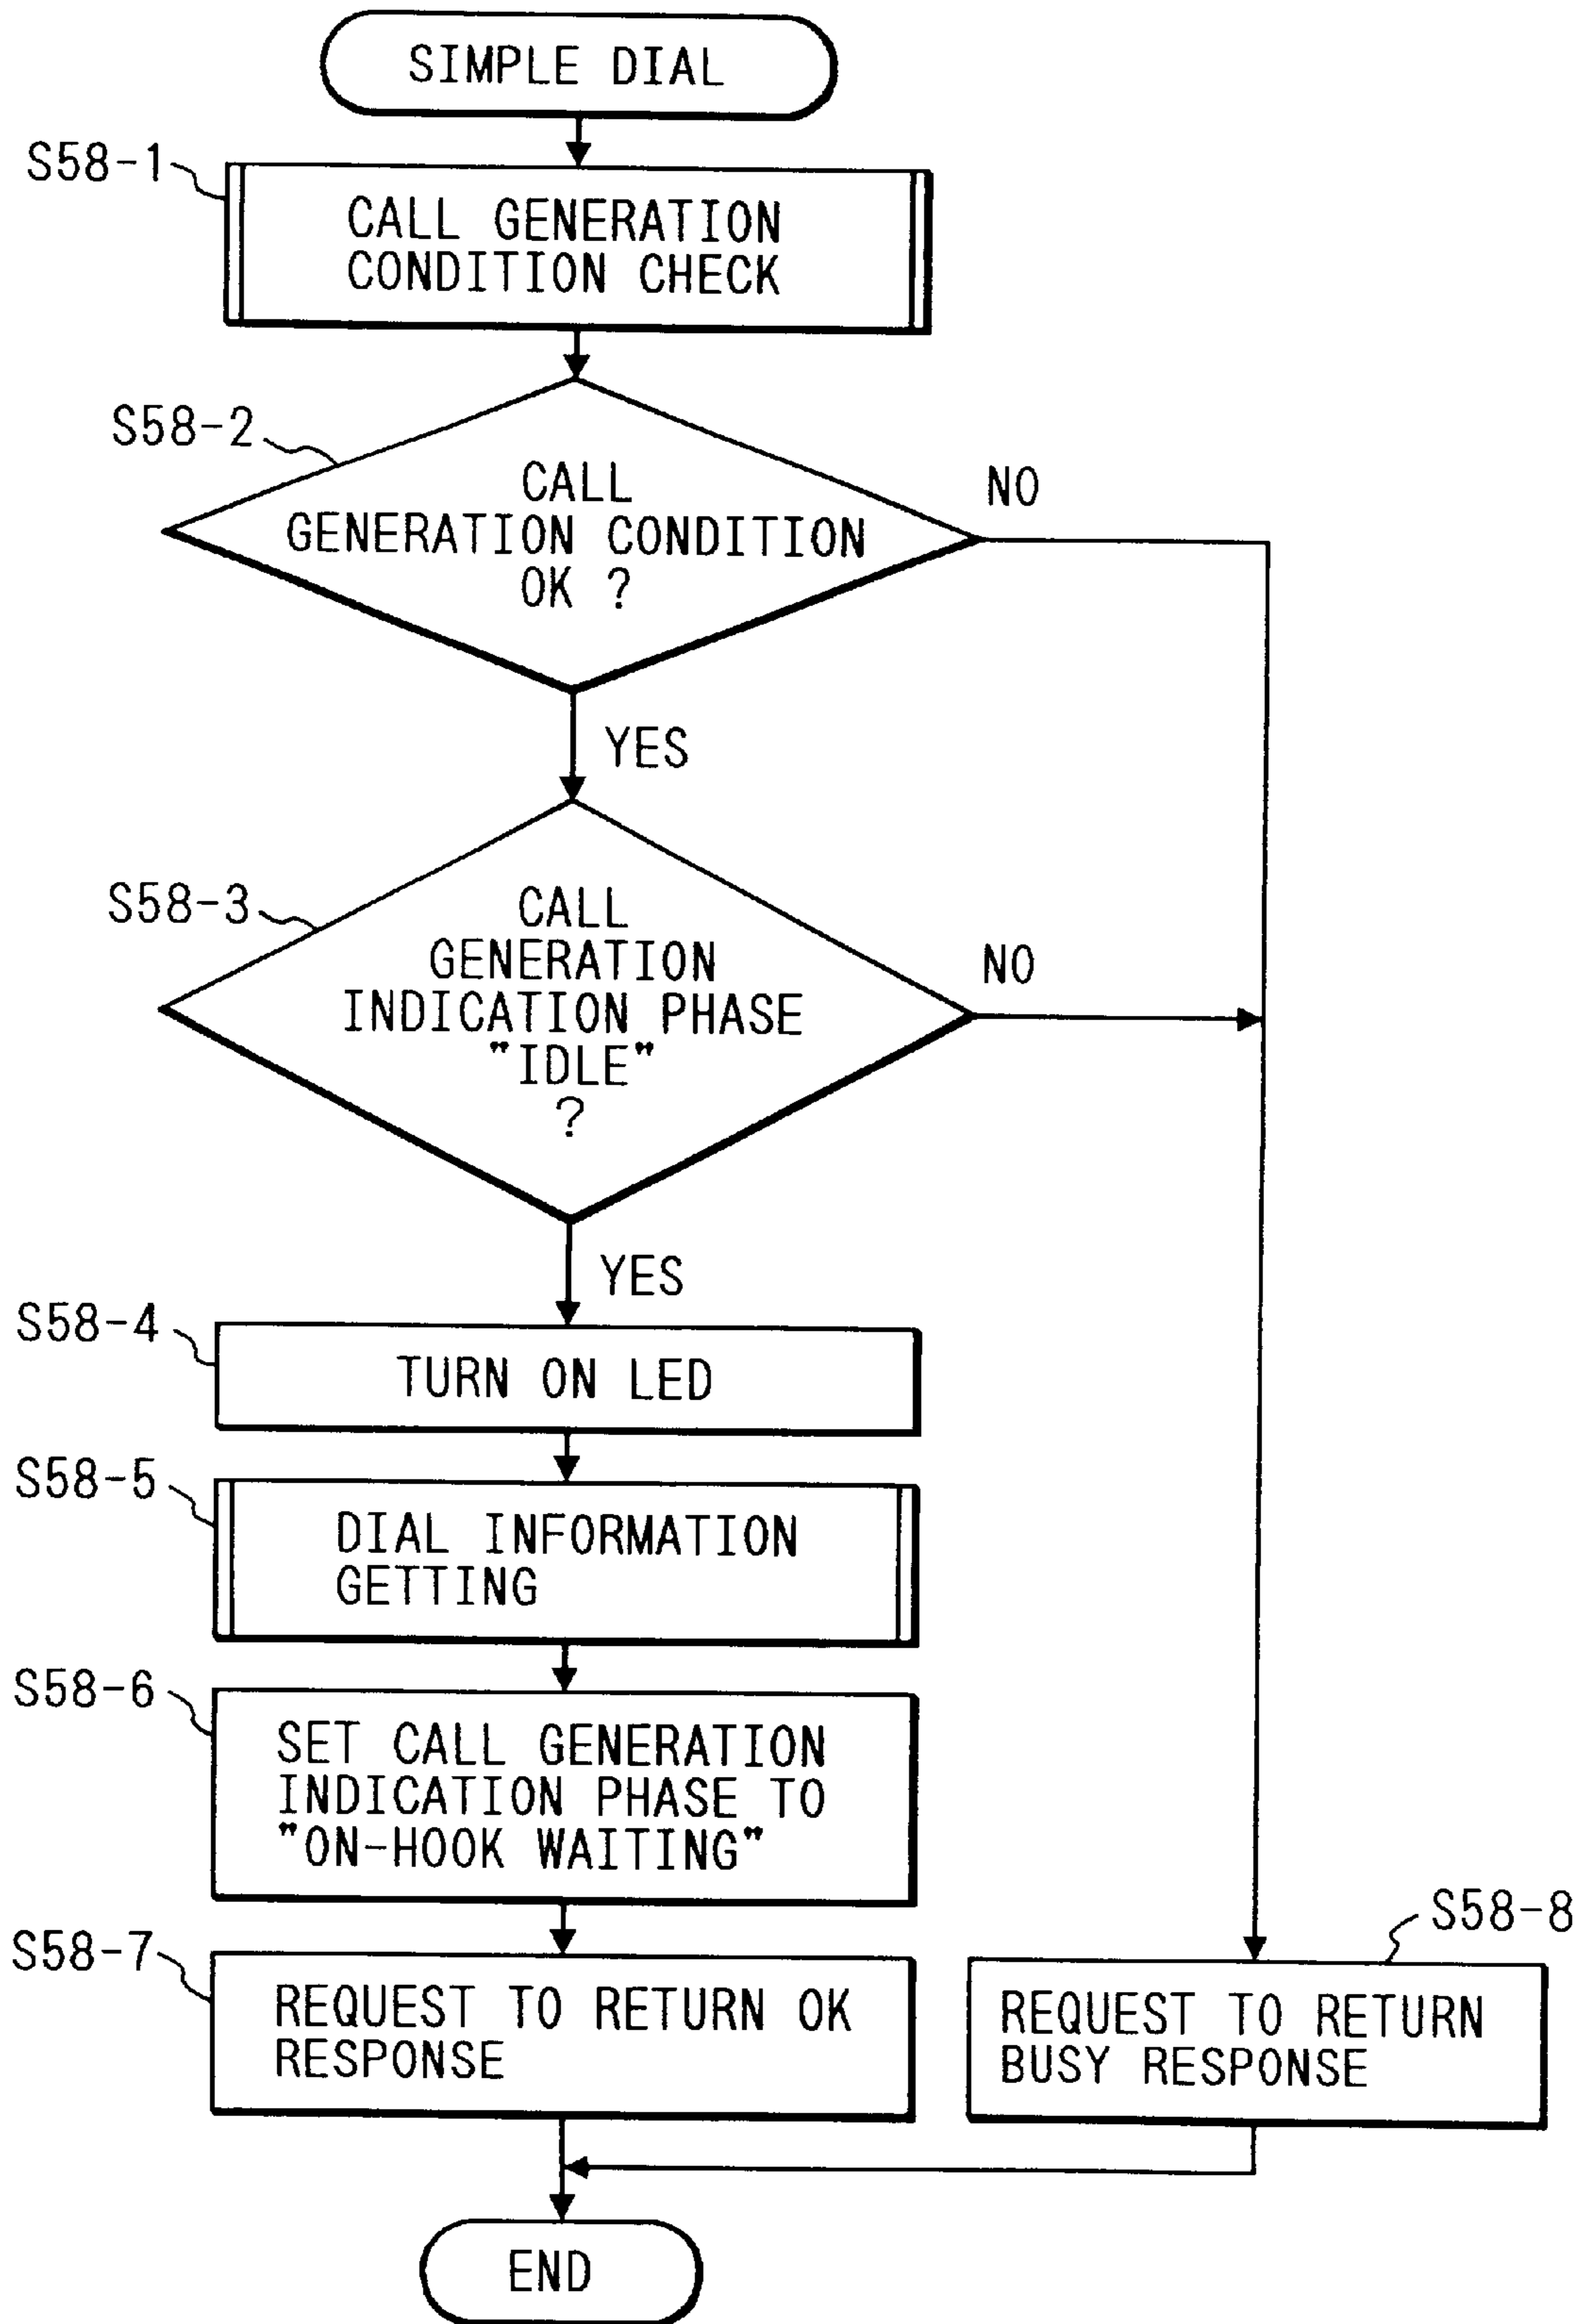 SIMPLE DIAL
S58-1
CALL GENERATION
CONDITION CHECK
S58-2
CALL
GENERATION CONDITION
OK ?
NO
YES
S58-3
CALL
GENERATION
INDICATION PHASE
"IDLE"
?
NO
YES
S58-4
TURN ON LED
S58-5
DIAL INFORMATION
GETTING
S58-6
SET CALL GENERATION
INDICATION PHASE TO
"ON-HOOK WAITING"
S58-7
REQUEST TO RETURN OK
RESPONSE
S58-8
REQUEST TO RETURN
BUSY RESPONSE
END